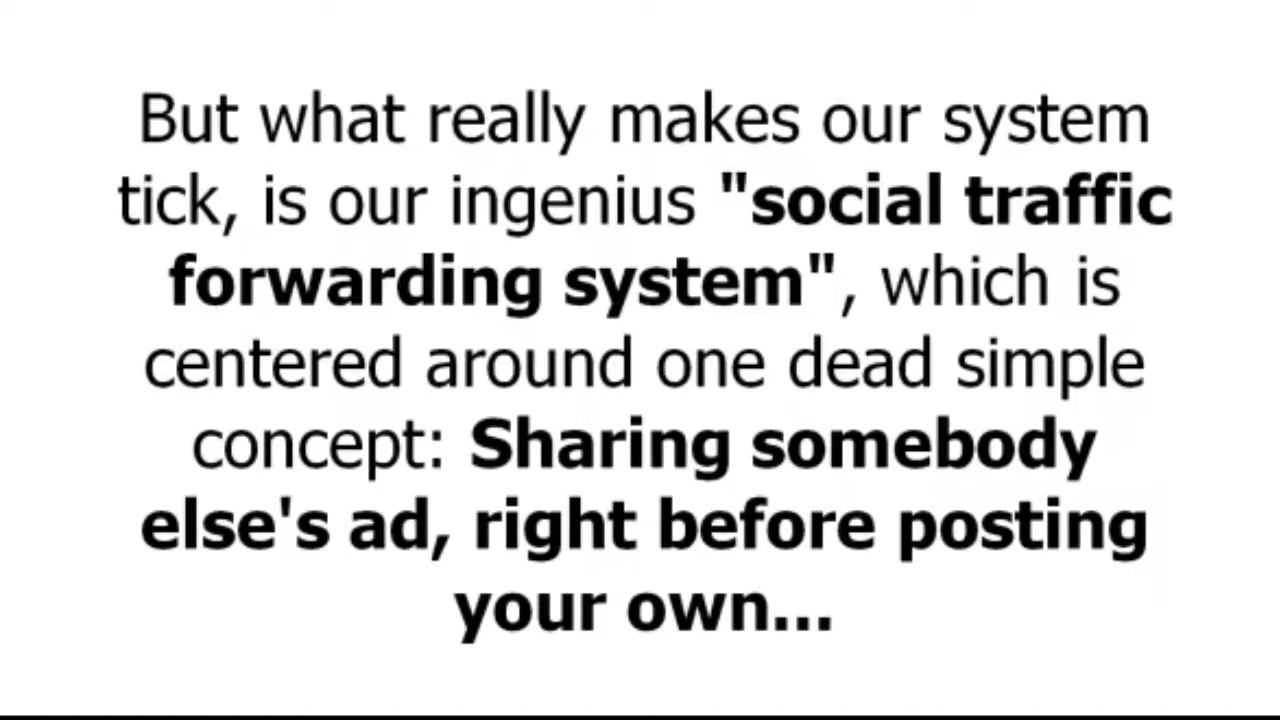 But what really makes our system
tick, is our ingenius "social traffic
forwarding system", which is
centered around one dead simple
concept: Sharing somebody
else's ad, right before posting
your own...